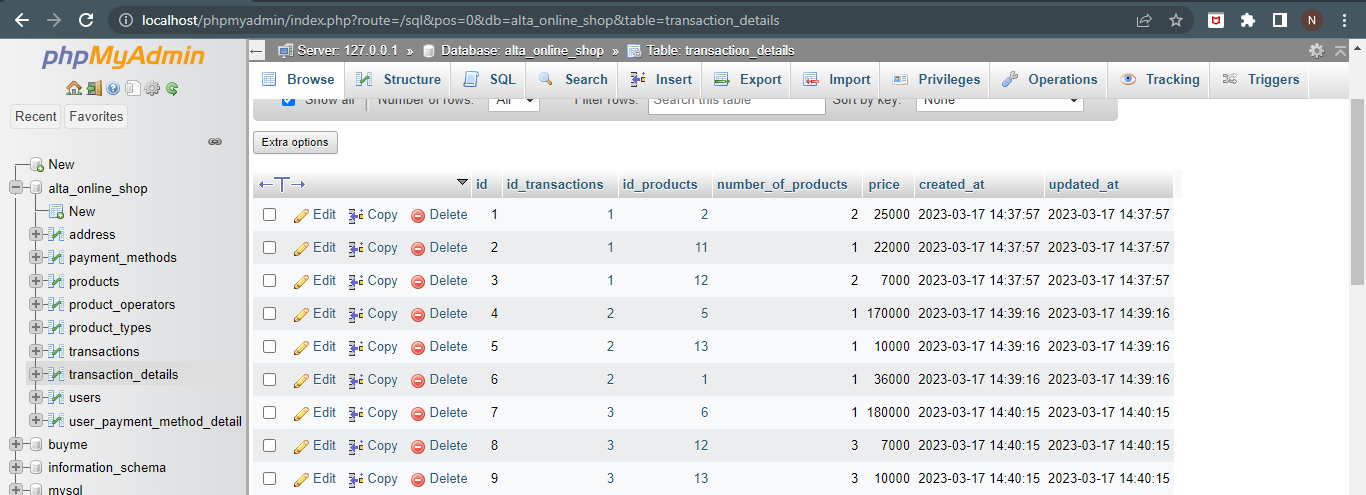 localhost/phpmyadmin/index.php?route=/sql&pos=0&db=alta_online_shop&table=transaction_details
N
phpMyAdmin
Recent Favorites
New
alta_online_shop
New
address
payment_methods
products
product_operators
product_types
transactions
transaction_details
users
user_payment_method_detail
buyme
information_schema
mysql
Server: 127.0.0.1 » Database: alta_online_shop » Table: transaction_details
Browse Structure SQL Search Insert Export Import Privileges Operations Tracking Triggers
Show all Number of rows: All Filter rows: Search this table Sort by key: None
Extra options
id id_transactions id_products number_of_products price created_at updated_at
Edit Copy Delete 1 1 2 2 25000 2023-03-17 14:37:57 2023-03-17 14:37:57
Edit Copy Delete 2 1 11 1 22000 2023-03-17 14:37:57 2023-03-17 14:37:57
Edit Copy Delete 3 1 12 2 7000 2023-03-17 14:37:57 2023-03-17 14:37:57
Edit Copy Delete 4 2 5 1 170000 2023-03-17 14:39:16 2023-03-17 14:39:16
Edit Copy Delete 5 2 13 1 10000 2023-03-17 14:39:16 2023-03-17 14:39:16
Edit Copy Delete 6 2 1 1 36000 2023-03-17 14:39:16 2023-03-17 14:39:16
Edit Copy Delete 7 3 6 1 180000 2023-03-17 14:40:15 2023-03-17 14:40:15
Edit Copy Delete 8 3 12 3 7000 2023-03-17 14:40:15 2023-03-17 14:40:15
Edit Copy Delete 9 3 13 3 10000 2023-03-17 14:40:15 2023-03-17 14:40:15